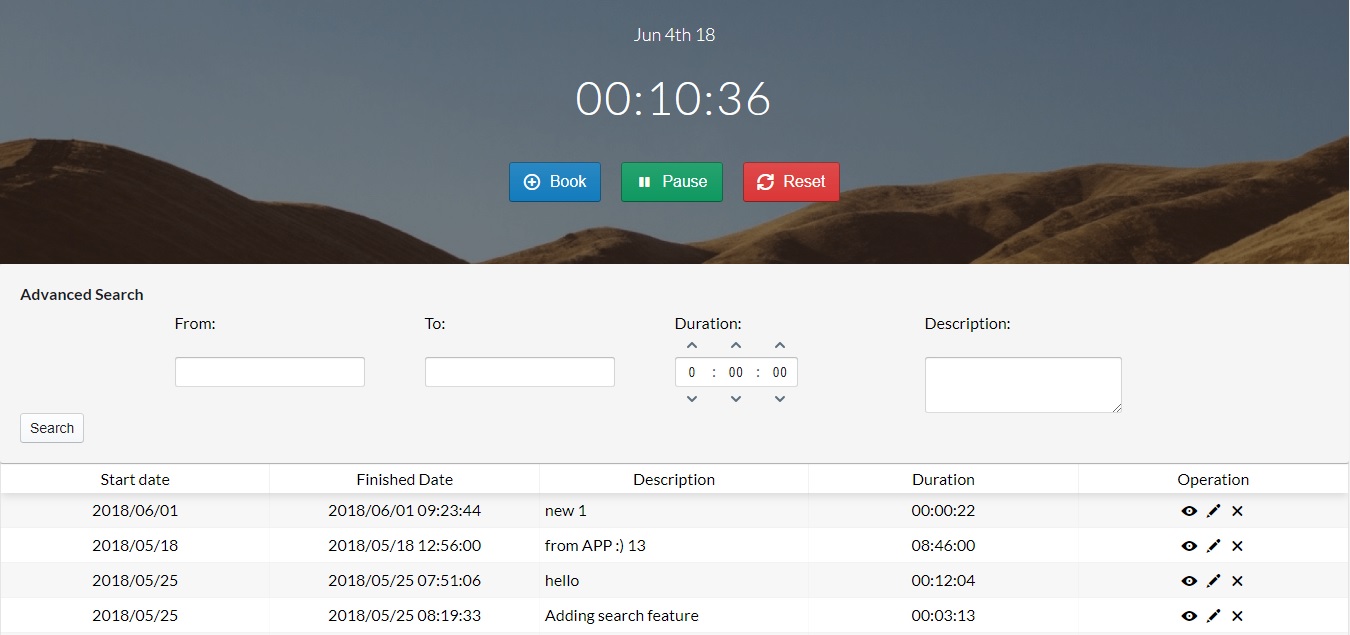 Jun 4th 18
00:10:36
Book Pause Reset
Advanced Search
From: To: Duration: Description:
0 : 00 : 00
Search
Start date Finished Date Description Duration Operation
2018/06/01 2018/06/01 09:23:44 new 1 00:00:22
2018/05/18 2018/05/18 12:56:00 from APP :) 13 08:46:00
2018/05/25 2018/05/25 07:51:06 hello 00:12:04
2018/05/25 2018/05/25 08:19:33 Adding search feature 00:03:13